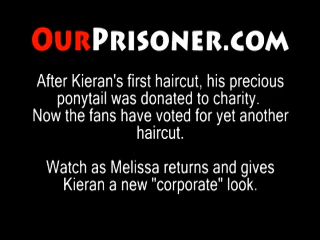 OurPrisoner.com
After Kieran's first haircut, his precious
ponytail was donated to charity.
Now the fans have voted for yet another
haircut.
Watch as Melissa returns and gives
Kieran a new "corporate" look.